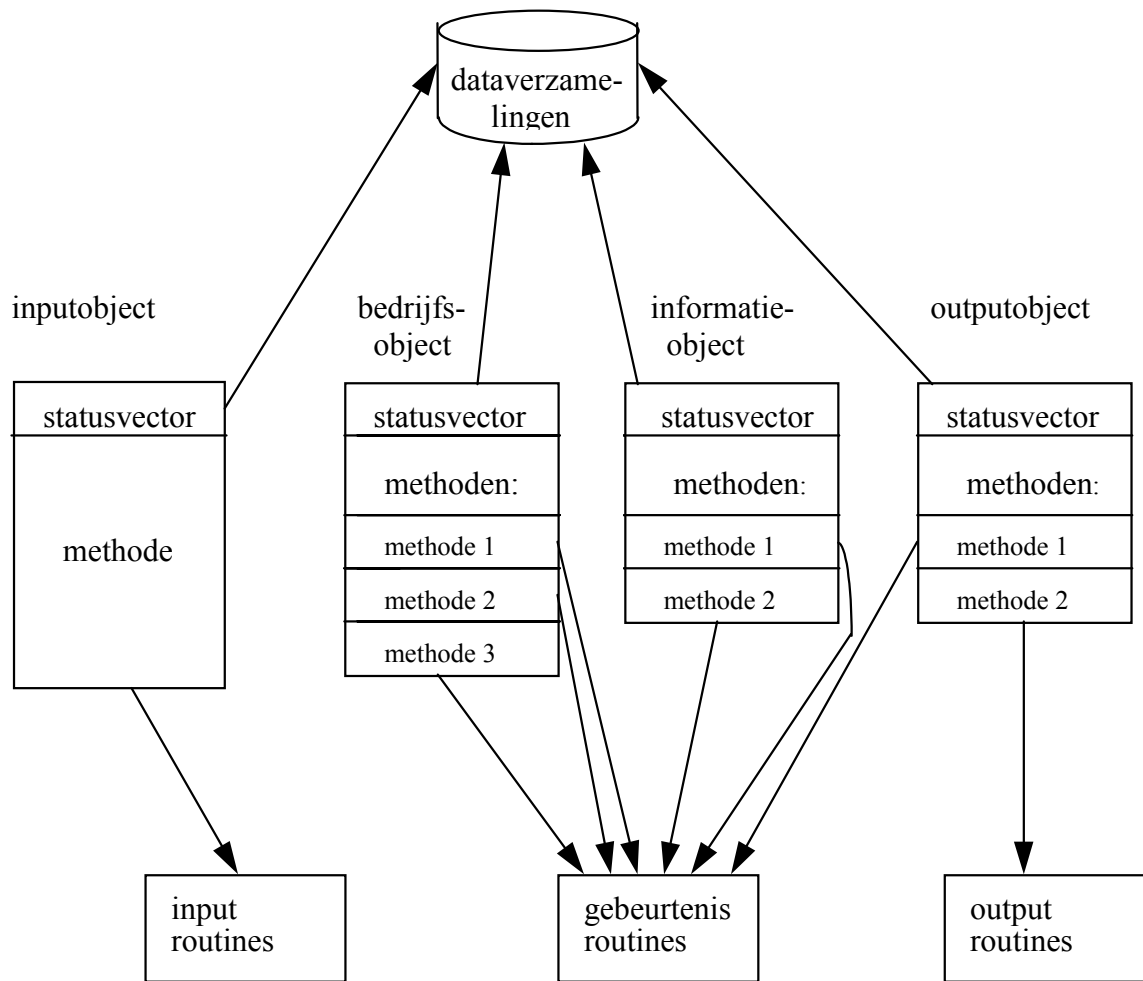 dataverzame-
lingen
inputobject
bedrijfs-
object
informatie-
object
outputobject
statusvector
methode
statusvector
methoden:
methode 1
methode 2
methode 3
statusvector
methoden:
methode 1
methode 2
statusvector
methoden:
methode 1
methode 2
input
routines
gebeurtenis
routines
output
routines